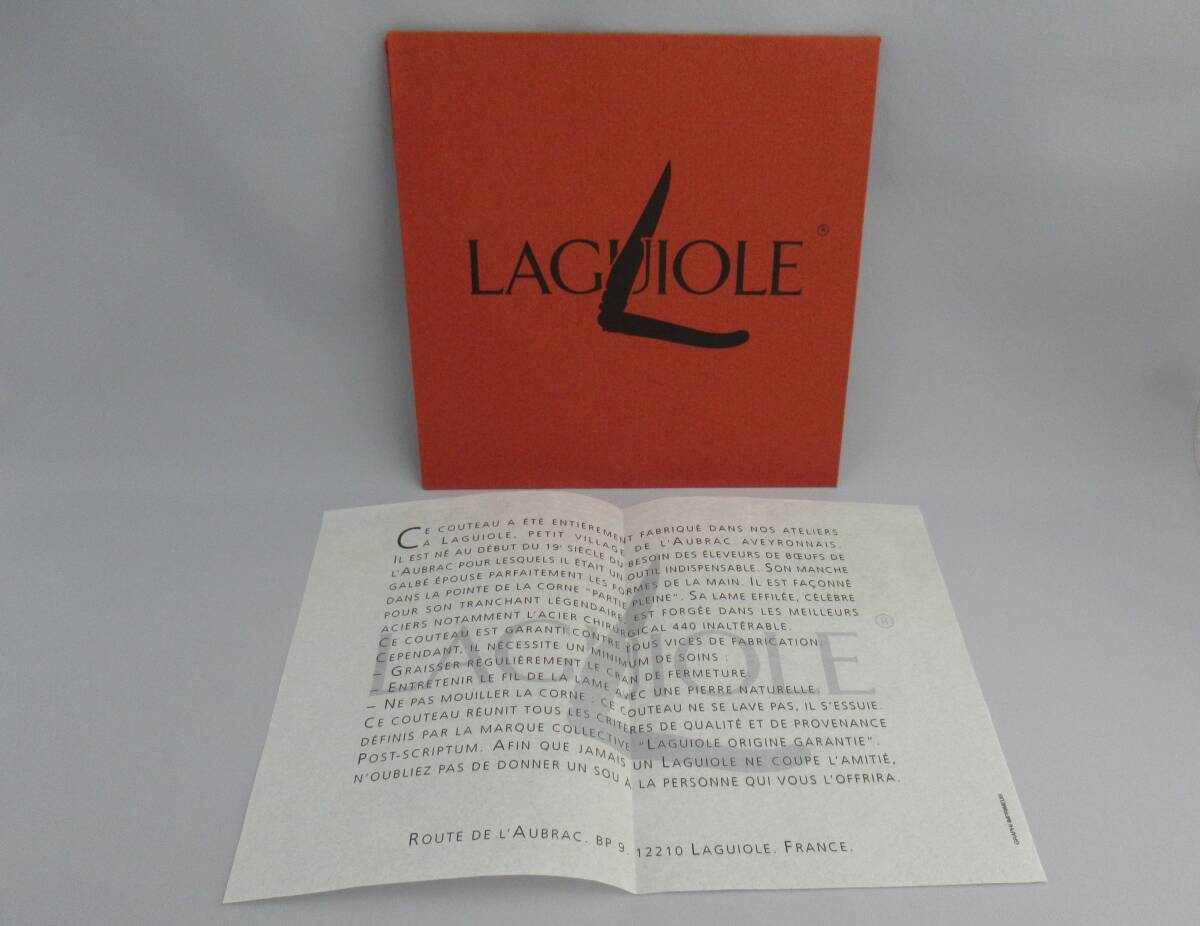 LAGUIOLE ®
CE COUTEAU A ÉTÉ ENTIÈREMENT FABRIQUÉ DANS NOS ATELIERS
A LAGUIOLE, PETIT VILLAGE DE L'AUBRAC AVEYRONNAIS.
IL EST NÉ AU DÉBUT DU 19e SIÈCLE DU BESOIN DES ÉLEVEURS DE BŒUFS DE
L'AUBRAC POUR LESQUELS IL ÉTAIT UN OUTIL INDISPENSABLE. SON MANCHE
GALBÉ ÉPOUSE PARFAITEMENT LES FORMES DE LA MAIN. IL EST FAÇONNÉ
DANS LA POINTE DE LA CORNE "PARTIE PLEINE". SA LAME EFFILÉE, CÉLÈBRE
POUR SON TRANCHANT LÉGENDAIRE, EST FORGÉE DANS LES MEILLEURS
ACIERS NOTAMMENT L'ACIER CHIRURGICAL 440 INALTÉRABLE.
CE COUTEAU EST GARANTI CONTRE TOUS VICES DE FABRICATION.
CEPENDANT, IL NÉCESSITE UN MINIMUM DE SOINS :
– GRAISSER RÉGULIÈREMENT LE CRAN DE FERMETURE
– ENTRETENIR LE FIL DE LA LAME AVEC UNE PIERRE NATURELLE.
– NE PAS MOUILLER LA CORNE : CE COUTEAU NE SE LAVE PAS, IL S'ESSUIE.
CE COUTEAU RÉUNIT TOUS LES CRITÈRES DE QUALITÉ ET DE PROVENANCE
DÉFINIS PAR LA MARQUE COLLECTIVE "LAGUIOLE ORIGINE GARANTIE".
POST-SCRIPTUM. AFIN QUE JAMAIS UN LAGUIOLE NE COUPE L'AMITIÉ,
N'OUBLIEZ PAS DE DONNER UN SOU A LA PERSONNE QUI VOUS L'OFFRIRA.
LAGUIOLE ®
ROUTE DE L'AUBRAC. BP 9. 12210 LAGUIOLE. FRANCE.